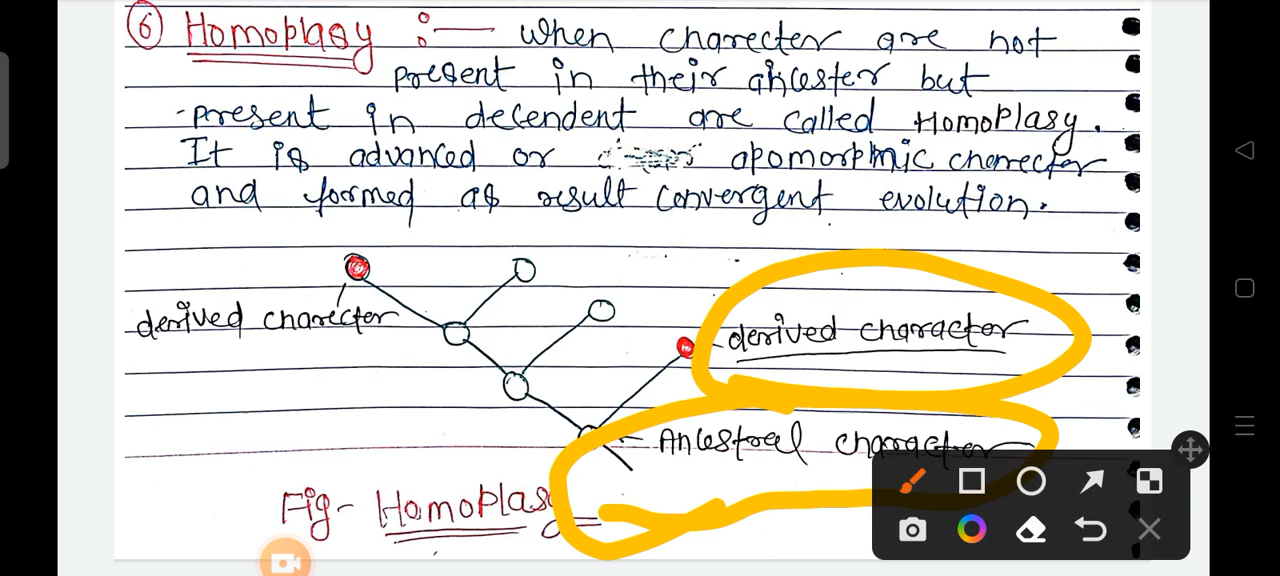 ⑥ Homoplasy :— when charecter are not
present in their ancester but
present in decendent are called Homoplasy.
It is advanced or apomorphic charecter
and formed as result convergent evolution.
derived charecter
derived character
Ancestral character
Fig- Homoplasy